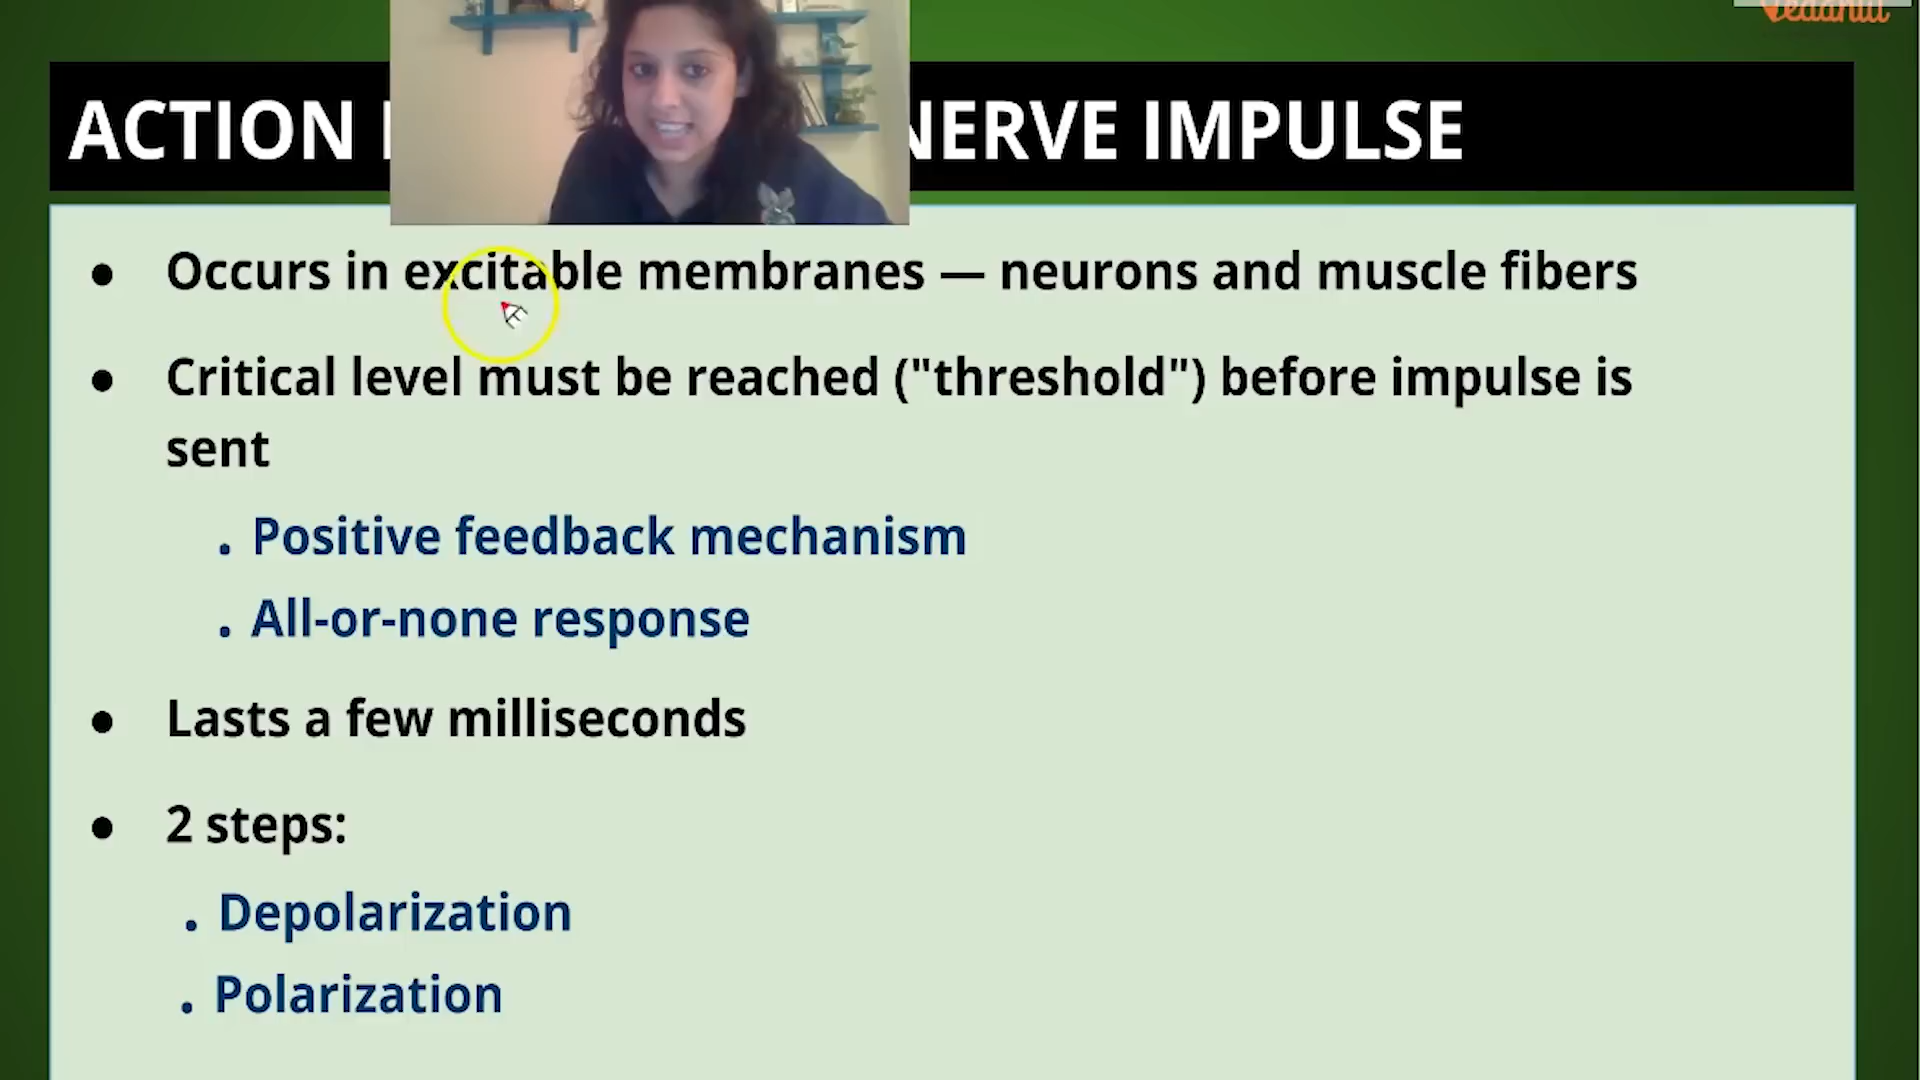 ACTION
NERVE IMPULSE
● Occurs in excitable membranes — neurons and muscle fibers
● Critical level must be reached ("threshold") before impulse is
sent
. Positive feedback mechanism
. All-or-none response
● Lasts a few milliseconds
● 2 steps:
. Depolarization
. Polarization